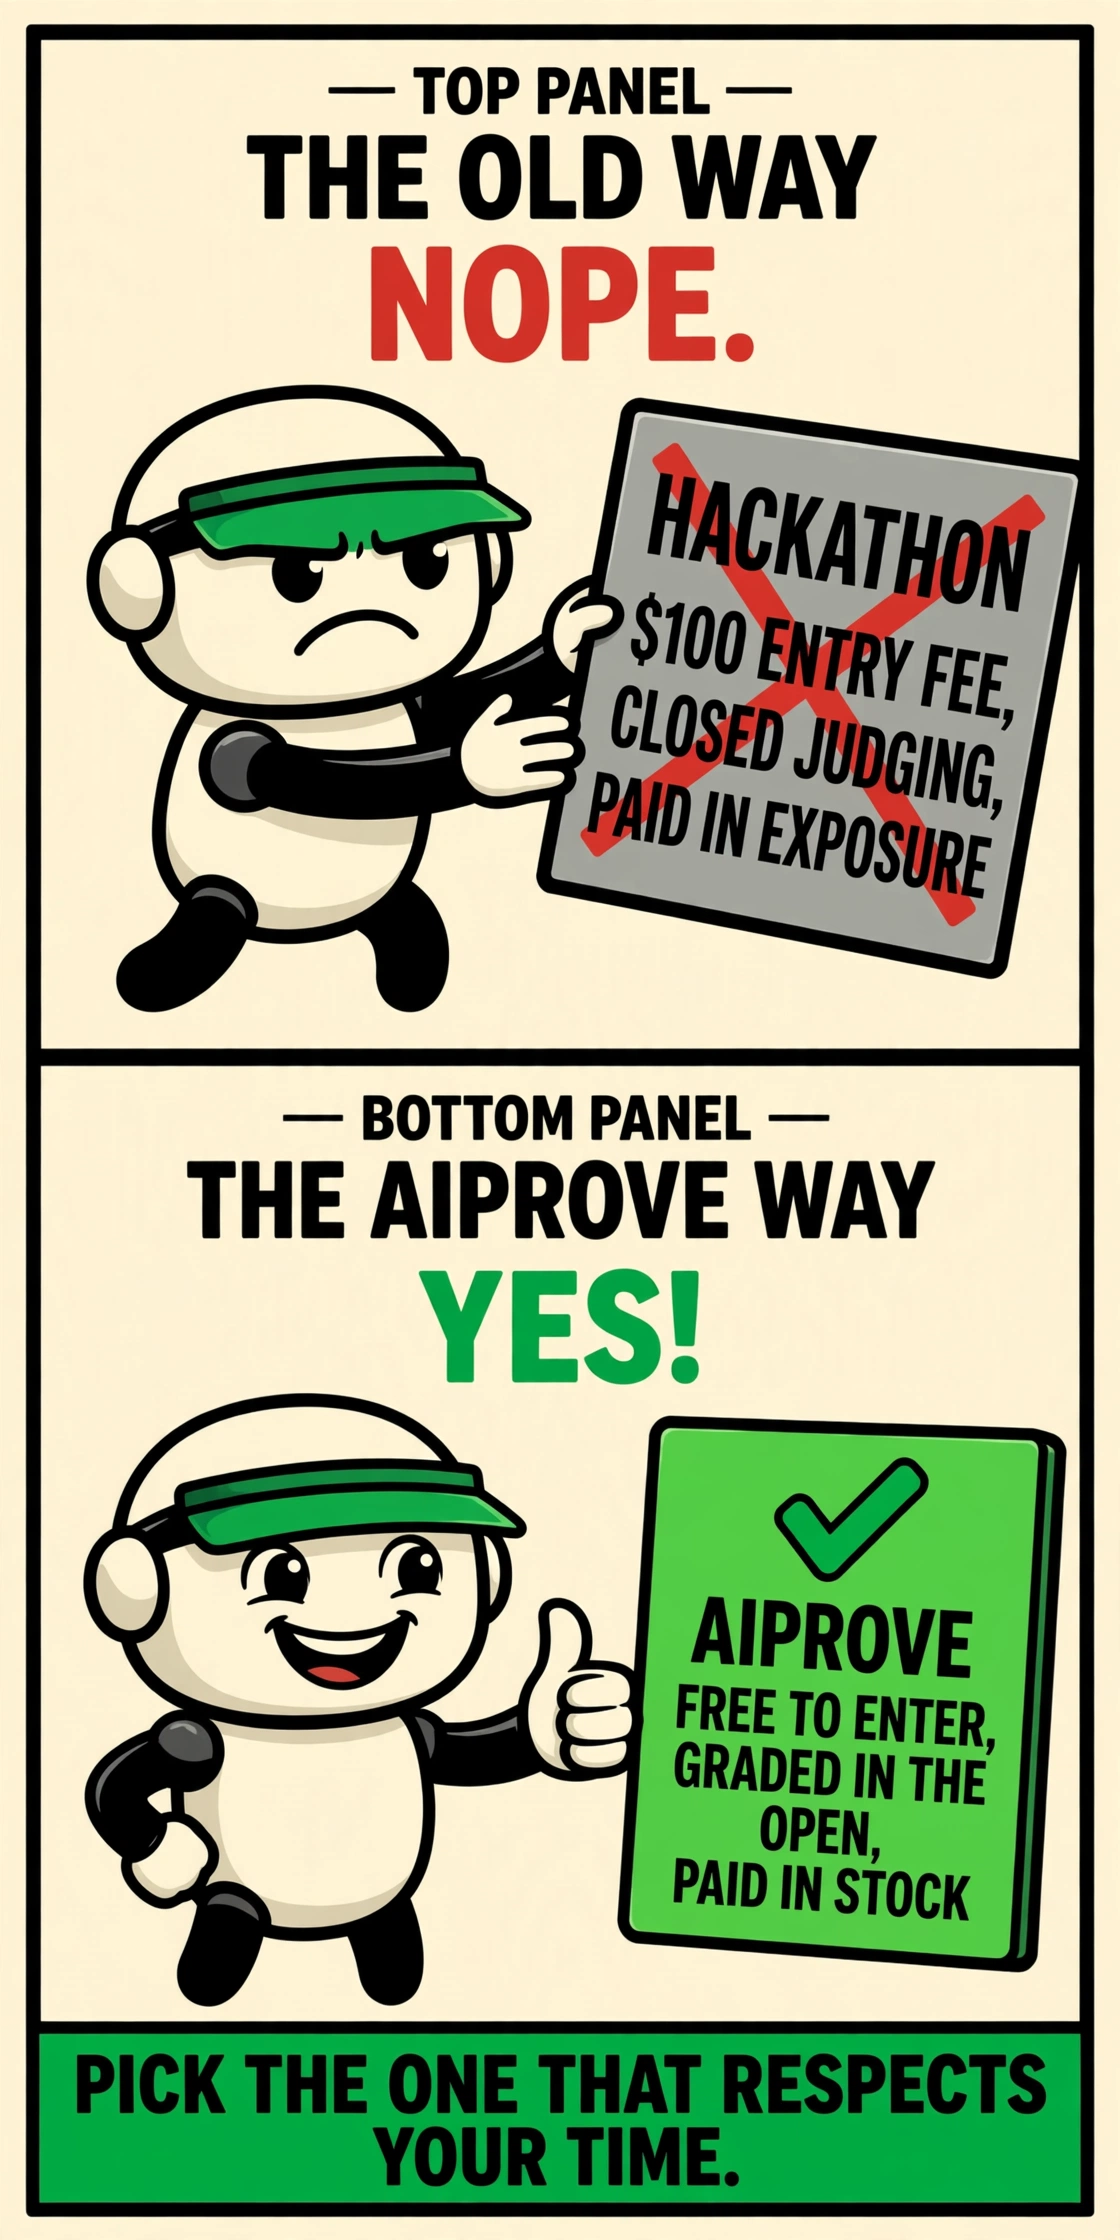 — TOP PANEL —
THE OLD WAY
NOPE.
HACKATHON
$100 ENTRY FEE,
CLOSED JUDGING,
PAID IN EXPOSURE
— BOTTOM PANEL —
THE AIPROVE WAY
YES!
AIPROVE
FREE TO ENTER,
GRADED IN THE
OPEN,
PAID IN STOCK
PICK THE ONE THAT RESPECTS
YOUR TIME.